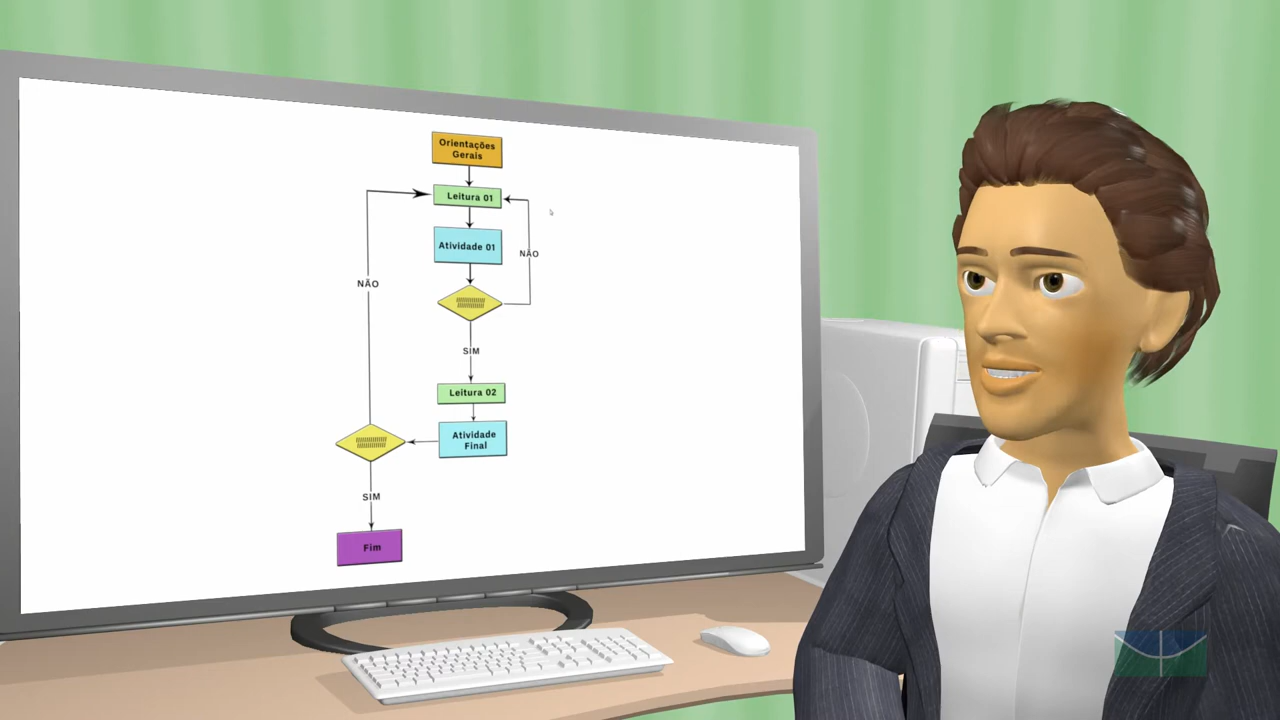 Orientações
Gerais
Leitura 01
Atividade 01
NÃO
NÃO
SIM
Leitura 02
Atividade
Final
SIM
Fim